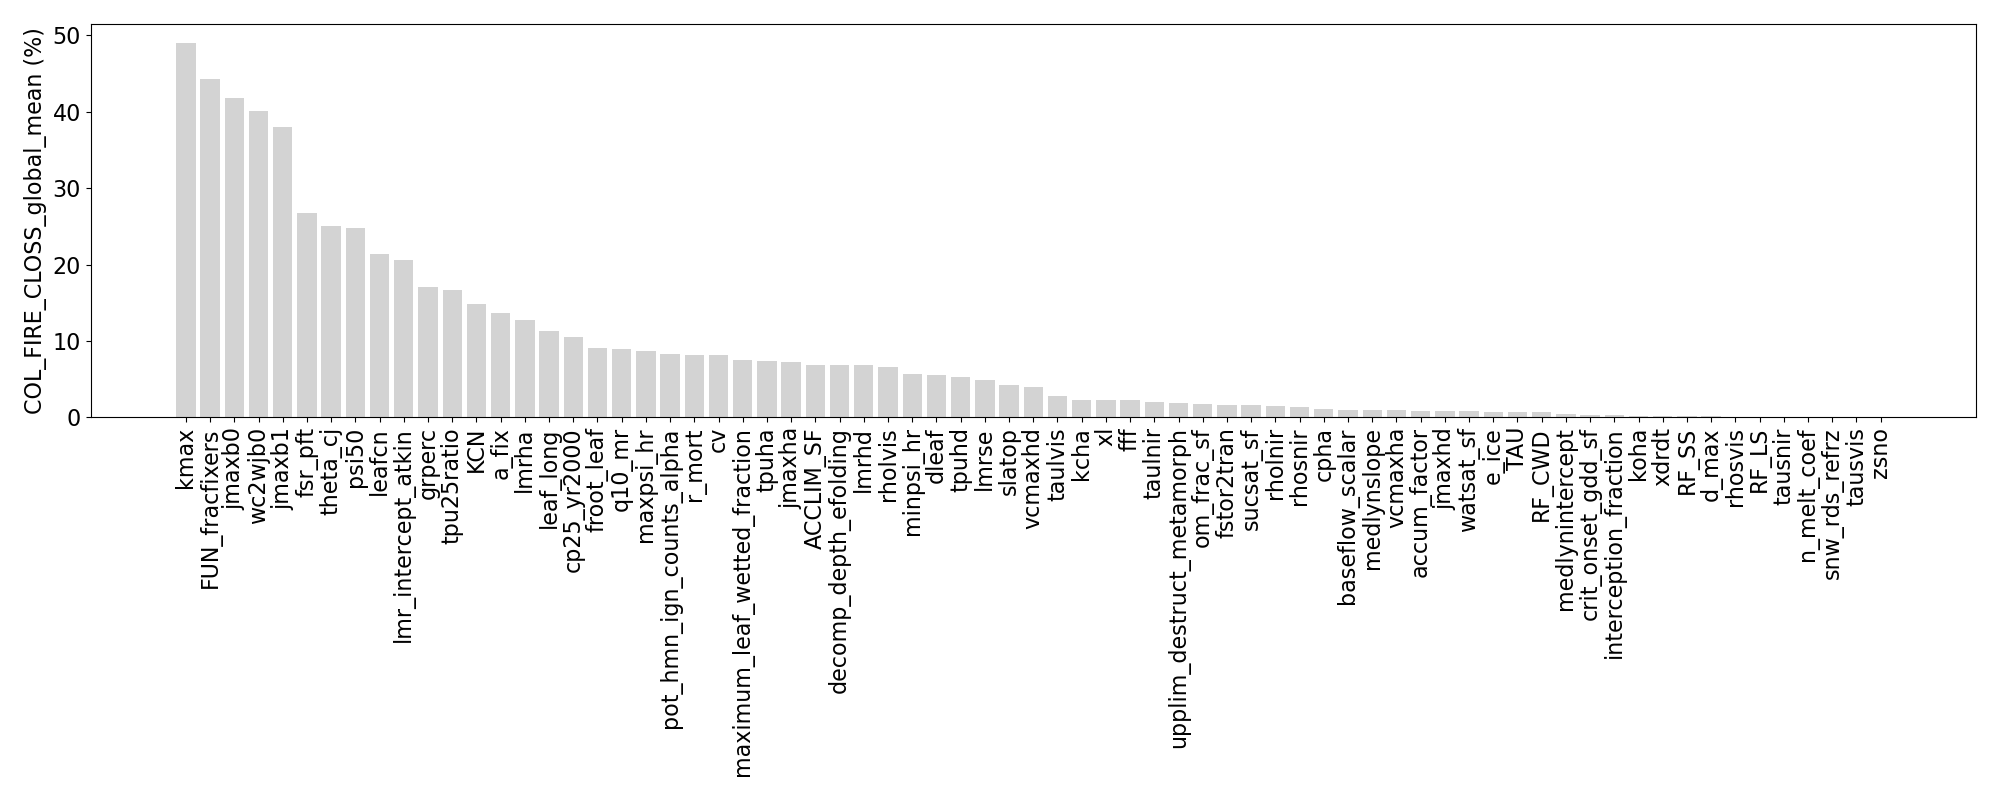 COL_FIRE_CLOSS_global_mean (%)
50
40
30
20
10
0
kmax
FUN_fracfixers
jmaxb0
wc2wjb0
jmaxb1
fsr_pft
theta_cj
psi50
leafcn
lmr_intercept_atkin
grperc
tpu25ratio
KCN
a_fix
lmrha
leaf_long
cp25_yr2000
froot_leaf
q10_mr
maxpsi_hr
pot_hmn_ign_counts_alpha
r_mort
cv
maximum_leaf_wetted_fraction
tpuha
jmaxha
ACCLIM_SF
decomp_depth_efolding
lmrhd
rholvis
minpsi_hr
dleaf
tpuhd
lmrse
slatop
vcmaxhd
taulvis
kcha
xl
fff
taulnir
upplim_destruct_metamorph
om_frac_sf
fstor2tran
sucsat_sf
rholnir
rhosnir
cpha
baseflow_scalar
medlynslope
vcmaxha
accum_factor
jmaxhd
watsat_sf
e_ice
TAU
RF_CWD
medlynintercept
crit_onset_gdd_sf
interception_fraction
koha
xdrdt
RF_SS
d_max
rhosvis
RF_LS
tausnir
n_melt_coef
snw_rds_refrz
tausvis
zsno